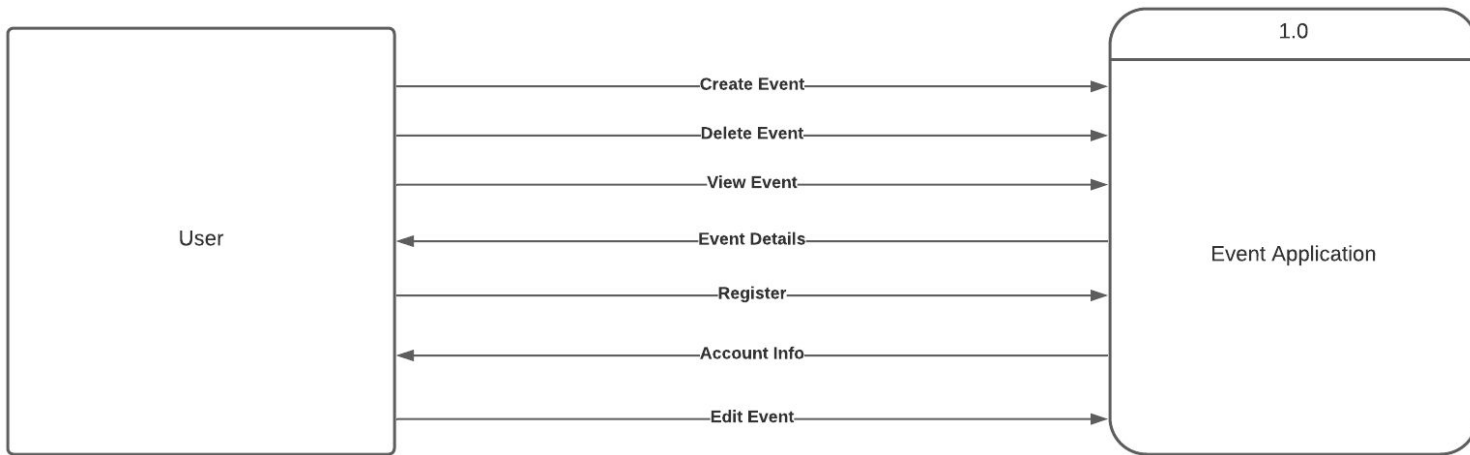 1.0
Create Event
Delete Event
View Event
User
Event Details
Event Application
Register
Account Info
Edit Event